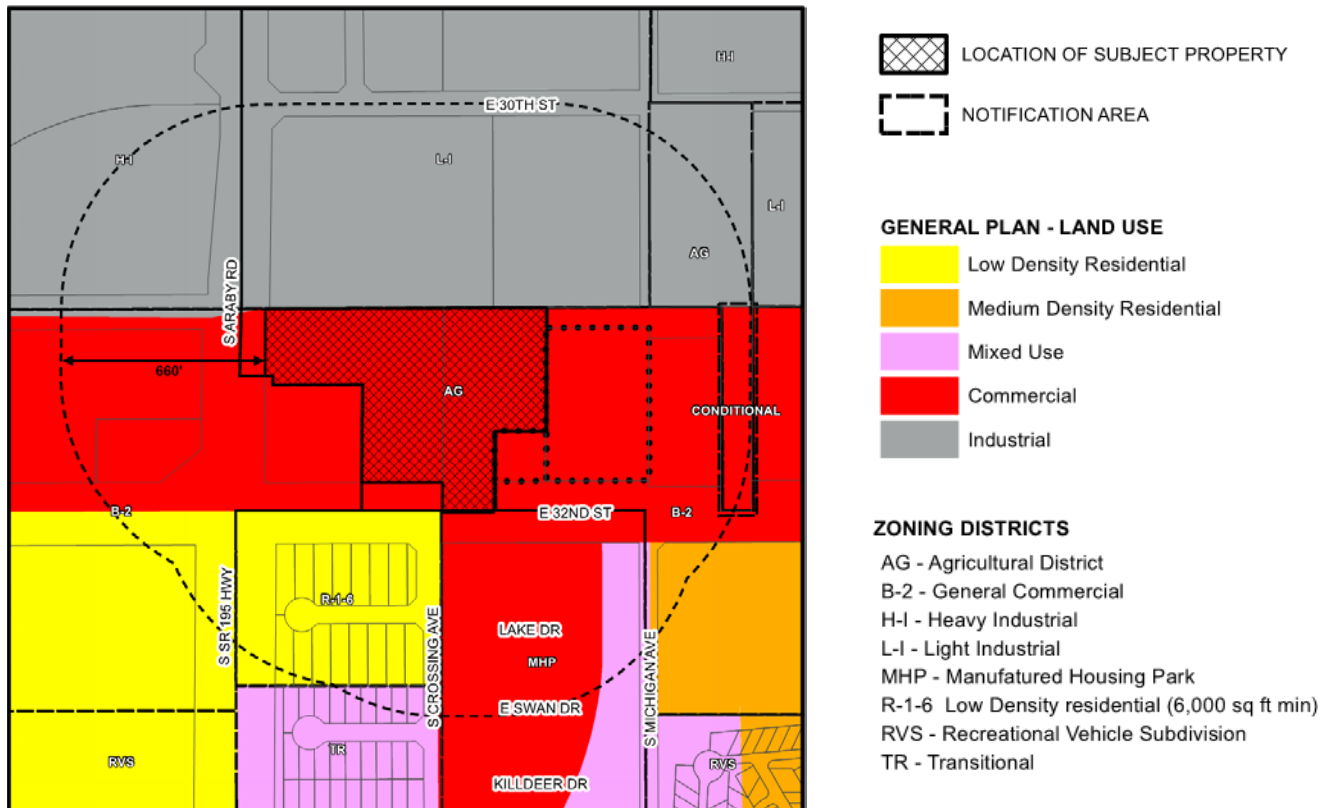 H-I
E 30TH ST
H-I
L-I
L-I
AG
S ARABY RD
660'
AG
CONDITIONAL
B-2
E 32ND ST
B-2
S SR 195 HWY
R-1-6
S CROSSING AVE
LAKE DR
MHP
S MICHIGAN AVE
E SWAN DR
TR
RVS
RVS
KILLDEER DR
LOCATION OF SUBJECT PROPERTY
NOTIFICATION AREA
GENERAL PLAN - LAND USE
Low Density Residential
Medium Density Residential
Mixed Use
Commercial
Industrial
ZONING DISTRICTS
AG - Agricultural District
B-2 - General Commercial
H-I - Heavy Industrial
L-I - Light Industrial
MHP - Manufatured Housing Park
R-1-6 Low Density residential (6,000 sq ft min)
RVS - Recreational Vehicle Subdivision
TR - Transitional